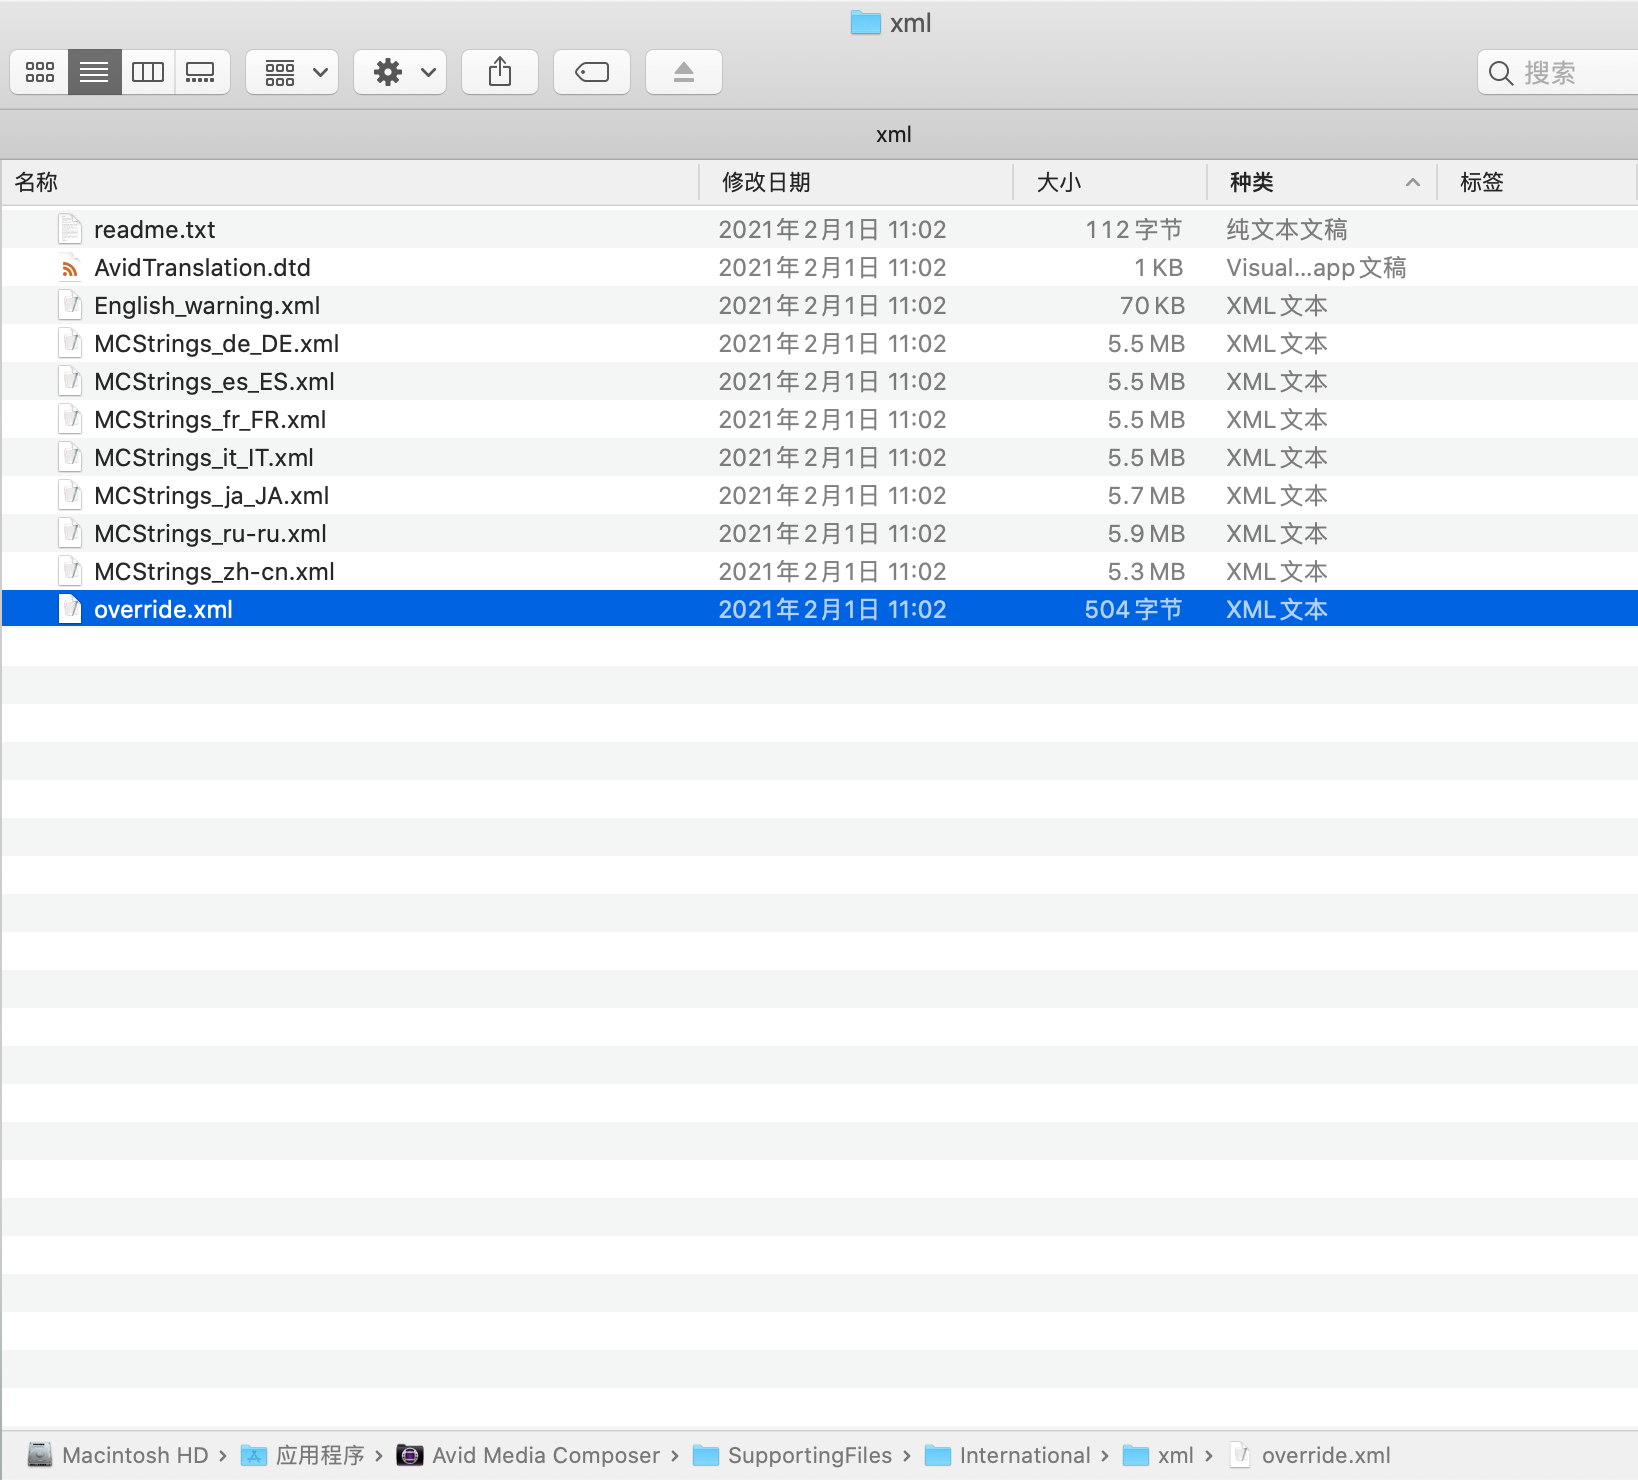 xml
搜索
xml
名称 修改日期 大小 种类 标签
readme.txt 2021年2月1日 11:02 112字节 纯文本文稿
AvidTranslation.dtd 2021年2月1日 11:02 1 KB Visual...app文稿
English_warning.xml 2021年2月1日 11:02 70 KB XML文本
MCStrings_de_DE.xml 2021年2月1日 11:02 5.5 MB XML文本
MCStrings_es_ES.xml 2021年2月1日 11:02 5.5 MB XML文本
MCStrings_fr_FR.xml 2021年2月1日 11:02 5.5 MB XML文本
MCStrings_it_IT.xml 2021年2月1日 11:02 5.5 MB XML文本
MCStrings_ja_JA.xml 2021年2月1日 11:02 5.7 MB XML文本
MCStrings_ru-ru.xml 2021年2月1日 11:02 5.9 MB XML文本
MCStrings_zh-cn.xml 2021年2月1日 11:02 5.3 MB XML文本
override.xml 2021年2月1日 11:02 504字节 XML文本
Macintosh HD › 应用程序 › Avid Media Composer › SupportingFiles › International › xml › override.xml